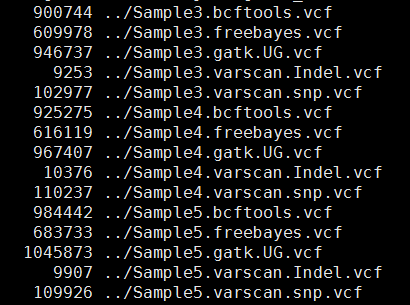 900744 ../Sample3.bcftools.vcf
609978 ../Sample3.freebayes.vcf
946737 ../Sample3.gatk.UG.vcf
9253 ../Sample3.varscan.Indel.vcf
102977 ../Sample3.varscan.snp.vcf
925275 ../Sample4.bcftools.vcf
616119 ../Sample4.freebayes.vcf
967407 ../Sample4.gatk.UG.vcf
10376 ../Sample4.varscan.Indel.vcf
110237 ../Sample4.varscan.snp.vcf
984442 ../Sample5.bcftools.vcf
683733 ../Sample5.freebayes.vcf
1045873 ../Sample5.gatk.UG.vcf
9907 ../Sample5.varscan.Indel.vcf
109926 ../Sample5.varscan.snp.vcf